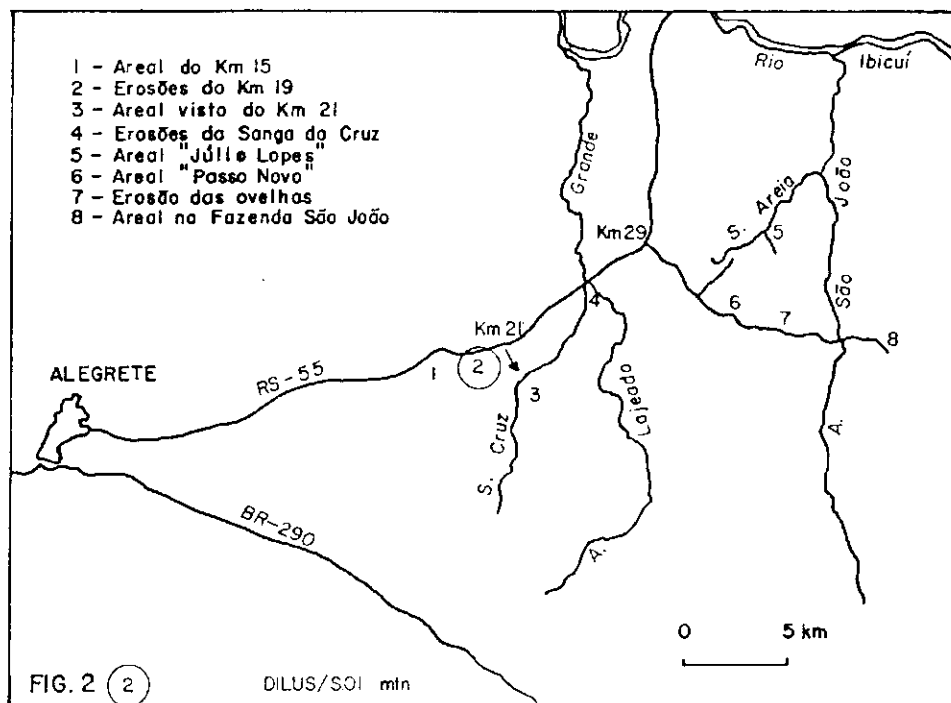 1 - Areal do Km 15
2 - Erosões do Km 19
3 - Areal visto do Km 21
4 - Erosões da Sanga da Cruz
5 - Areal "Júlio Lopes"
6 - Areal "Passo Novo"
7 - Erosão das ovelhas
8 - Areal na Fazenda São João
Rio Ibicuí
Grande
S. Areia
João
São
A.
Km 29
5
4
6
7
8
Km 21
1
2
3
RS-55
ALEGRETE
S. Cruz
A. Lajeado
BR-290
0 5 km
FIG. 2 2
DILUS/SOI mtn